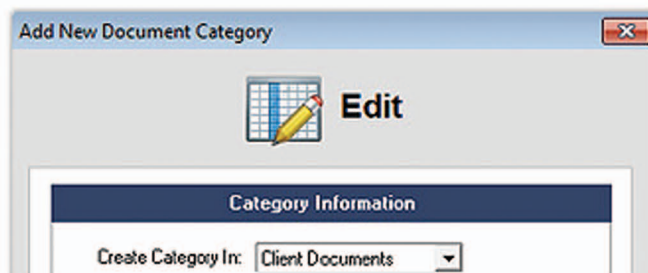 Add New Document Category
Edit
Category Information
Create Category In: Client Documents